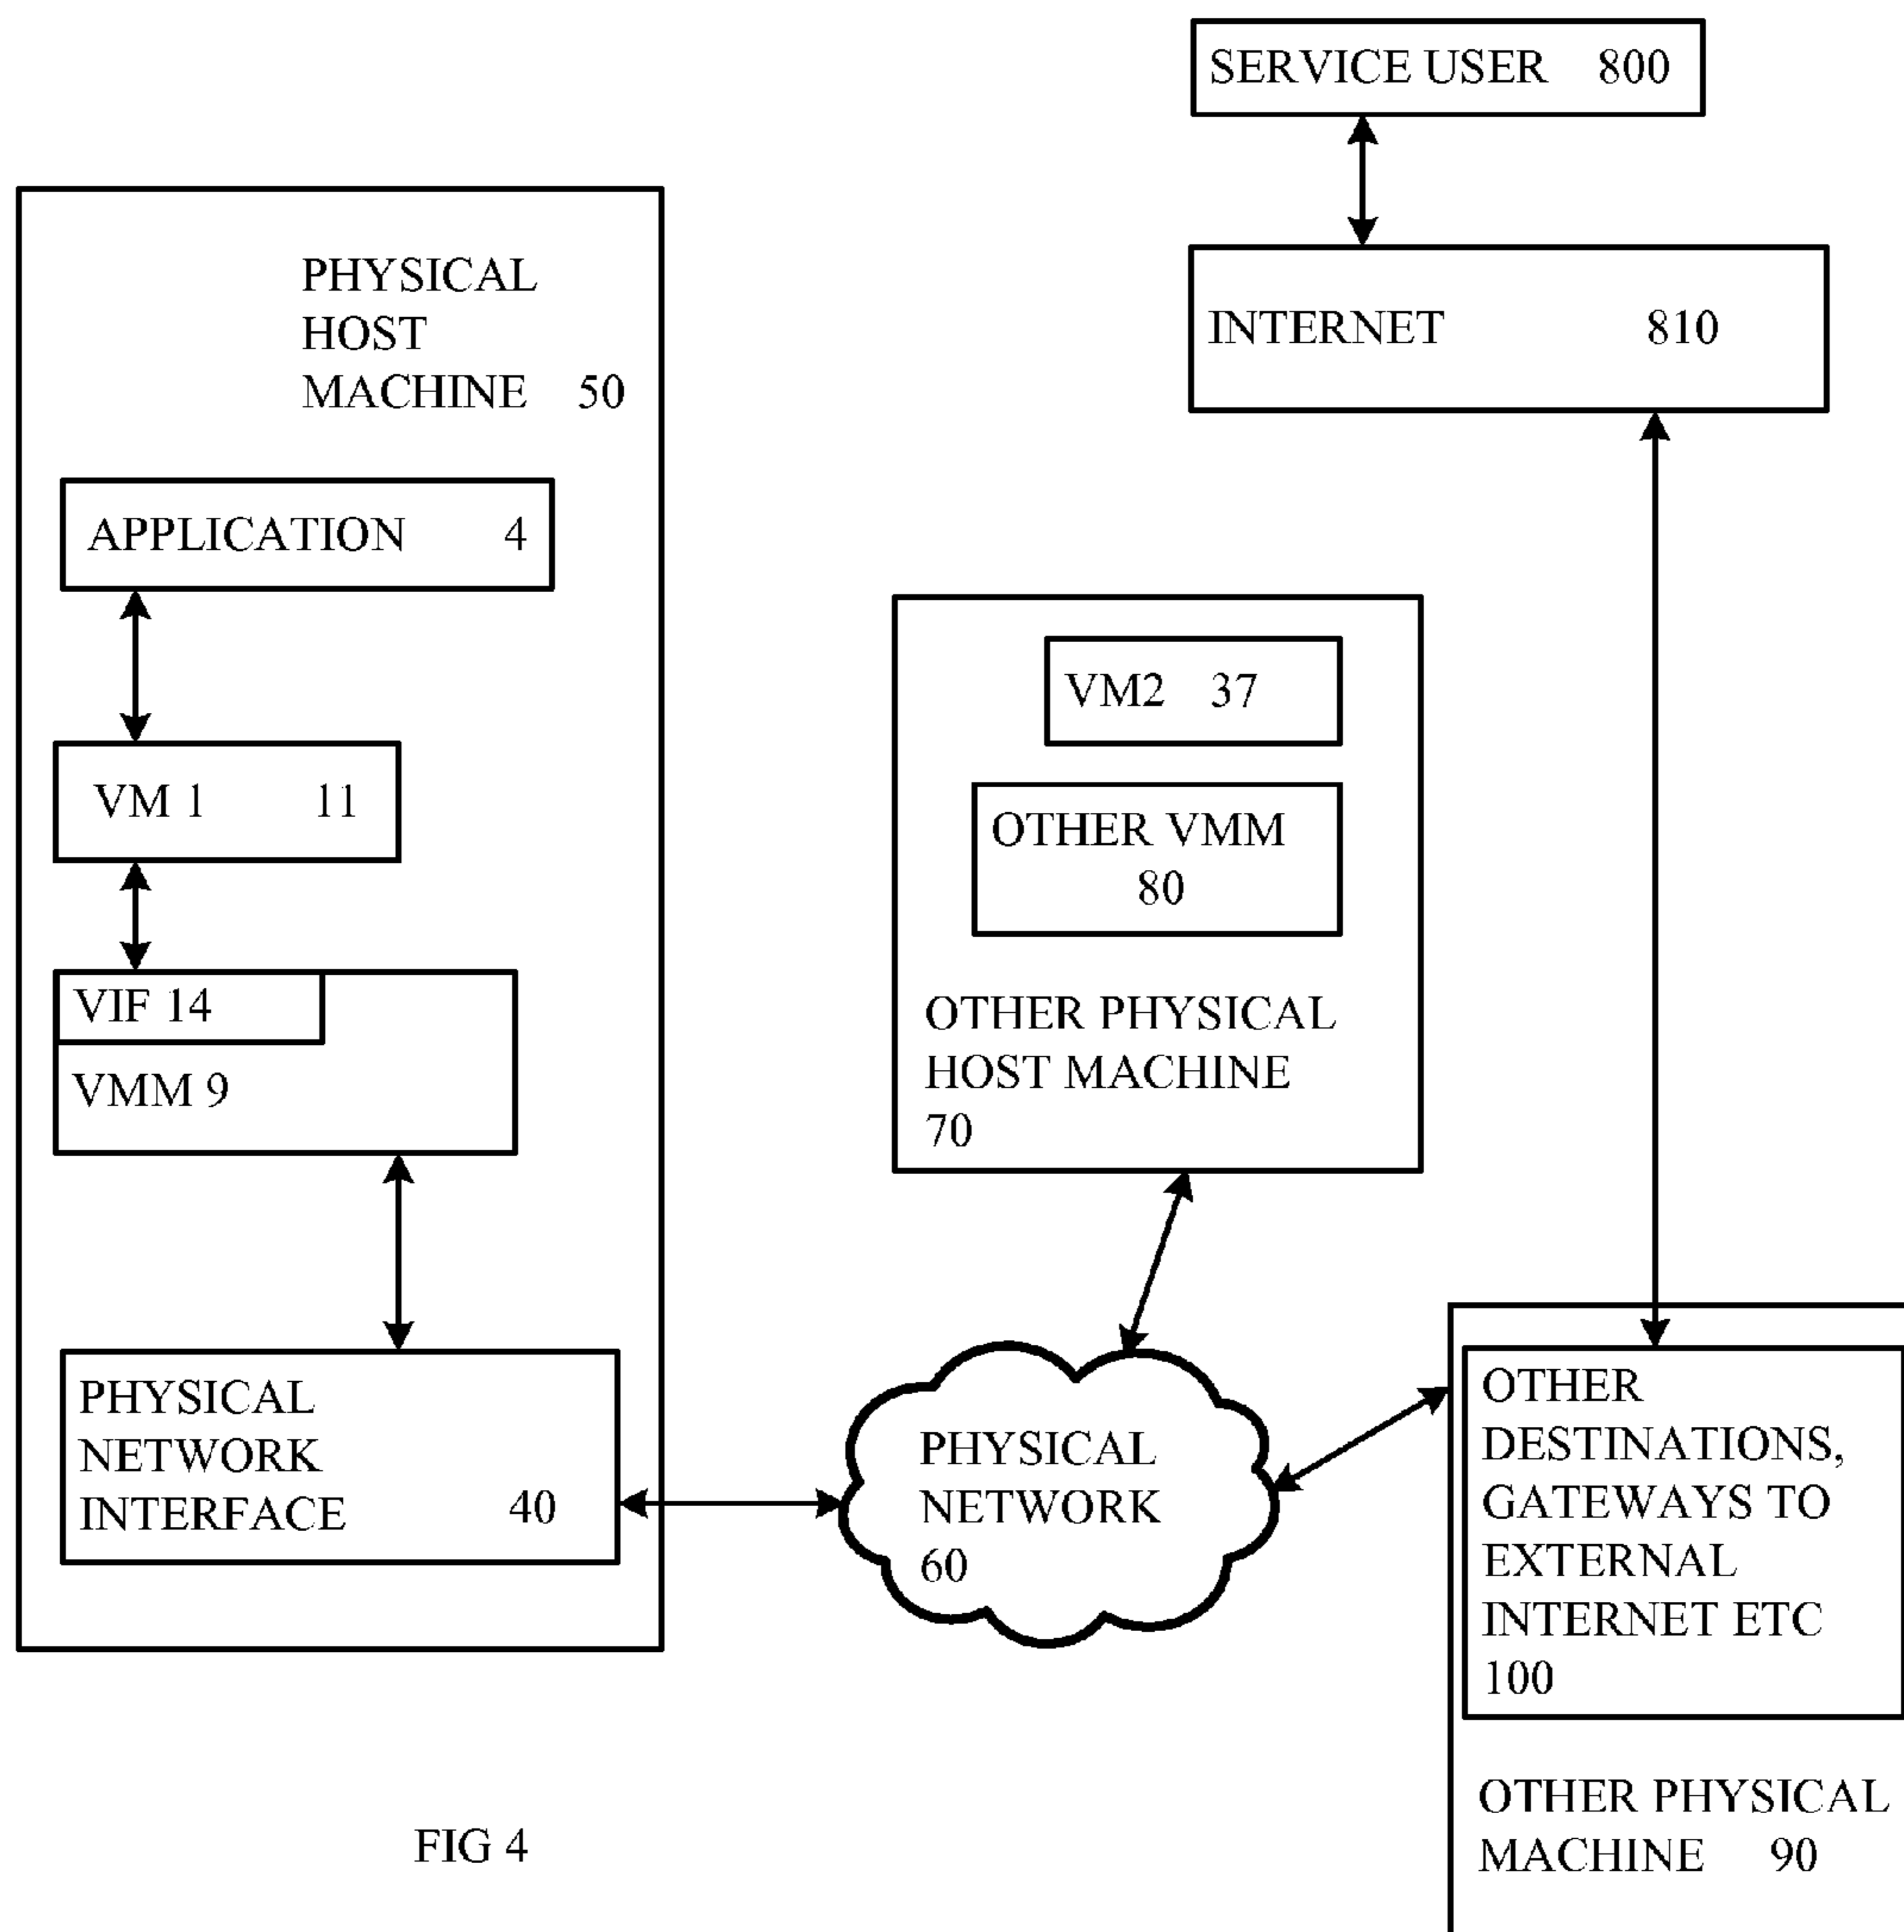 SERVICE USER 800
INTERNET 810
PHYSICAL
HOST
MACHINE 50
APPLICATION 4
VM 1 11
VIF 14
VMM 9
PHYSICAL
NETWORK
INTERFACE 40
VM2 37
OTHER VMM
80
OTHER PHYSICAL
HOST MACHINE
70
PHYSICAL
NETWORK
60
OTHER
DESTINATIONS,
GATEWAYS TO
EXTERNAL
INTERNET ETC
100
OTHER PHYSICAL
MACHINE 90
FIG 4